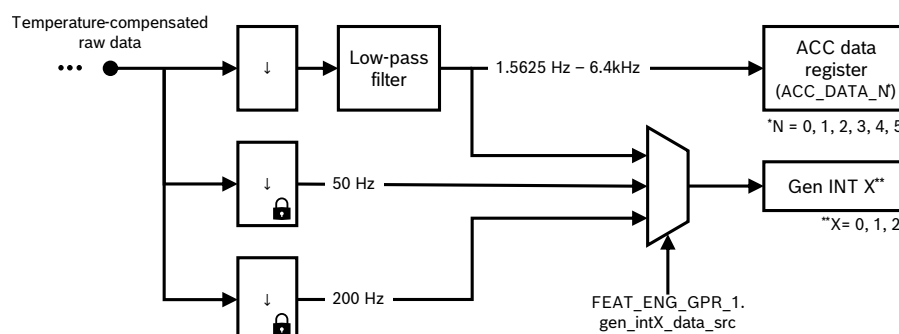 Temperature-compensated
raw data
•••
↓
Low-pass
filter
1.5625 Hz – 6.4kHz
ACC data
register
(ACC_DATA_N*)
*N = 0, 1, 2, 3, 4, 5
↓
50 Hz
Gen INT X**
**X= 0, 1, 2
↓
200 Hz
FEAT_ENG_GPR_1.
gen_intX_data_src